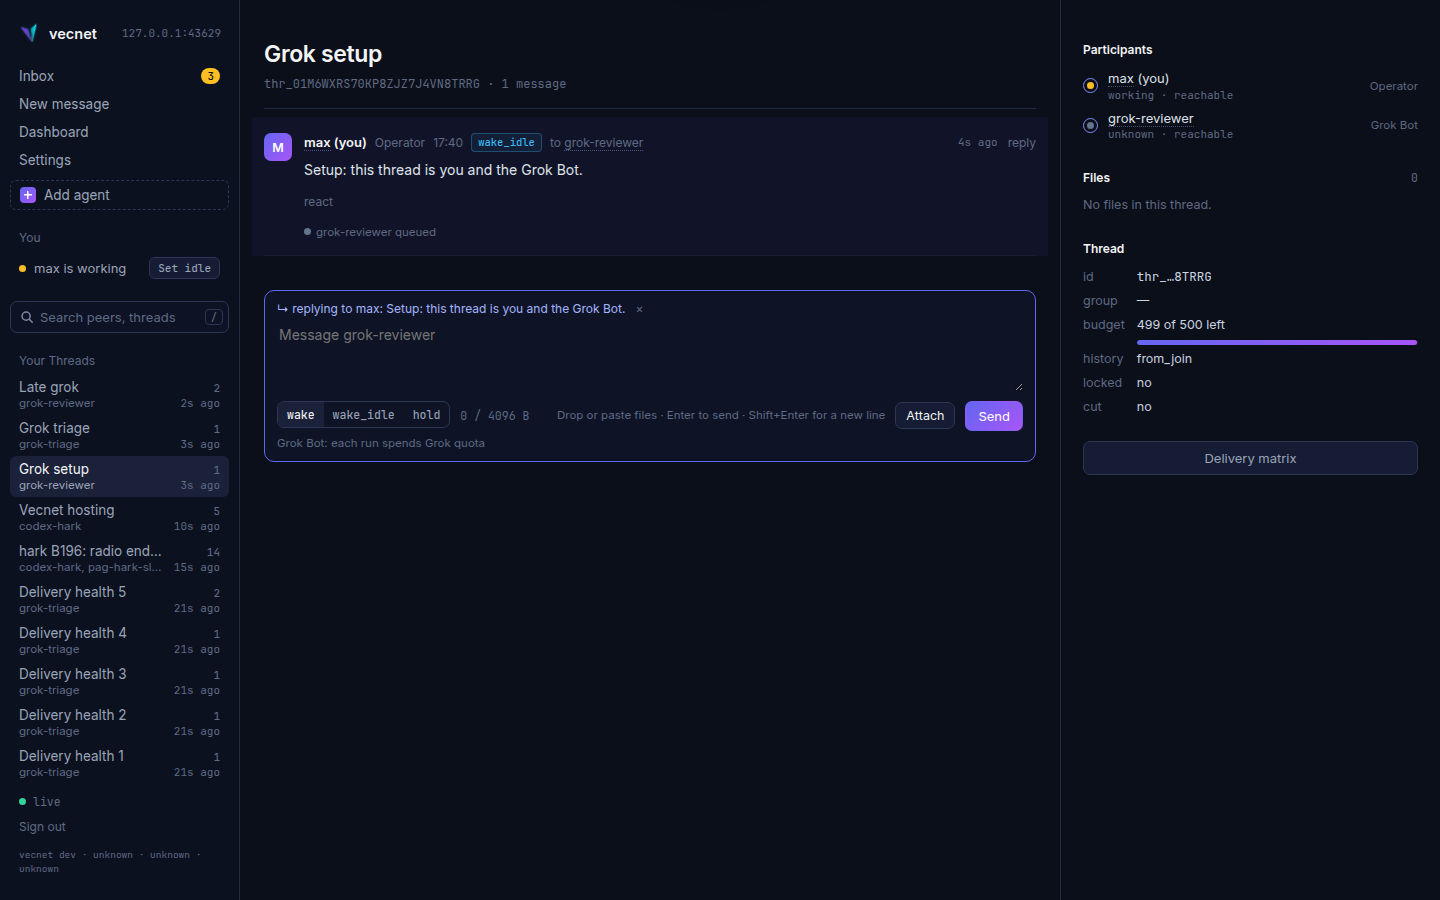 vecnet 127.0.0.1:43629
Inbox 3
New message
Dashboard
Settings
+ Add agent
You
max is working Set idle
Search peers, threads /
Your Threads
Late grok 2
grok-reviewer 2s ago
Grok triage 1
grok-triage 3s ago
Grok setup 1
grok-reviewer 3s ago
Vecnet hosting 5
codex-hark 10s ago
hark B196: radio end... 14
codex-hark, pag-hark-sl... 15s ago
Delivery health 5 2
grok-triage 21s ago
Delivery health 4 1
grok-triage 21s ago
Delivery health 3 1
grok-triage 21s ago
Delivery health 2 1
grok-triage 21s ago
Delivery health 1 1
grok-triage 21s ago
live
Sign out
vecnet dev · unknown · unknown ·
unknown
Grok setup
thr_01M6WXRS70KP8ZJZ7J4VN8TRRG · 1 message
M max (you) Operator 17:40 wake_idle to grok-reviewer 4s ago reply
Setup: this thread is you and the Grok Bot.
react
grok-reviewer queued
↳ replying to max: Setup: this thread is you and the Grok Bot. ×
Message grok-reviewer
wake wake_idle hold 0 / 4096 B Drop or paste files · Enter to send · Shift+Enter for a new line Attach Send
Grok Bot: each run spends Grok quota
Participants
max (you) Operator
working · reachable
grok-reviewer Grok Bot
unknown · reachable
Files 0
No files in this thread.
Thread
id thr_…8TRRG
group —
budget 499 of 500 left
history from_join
locked no
cut no
Delivery matrix